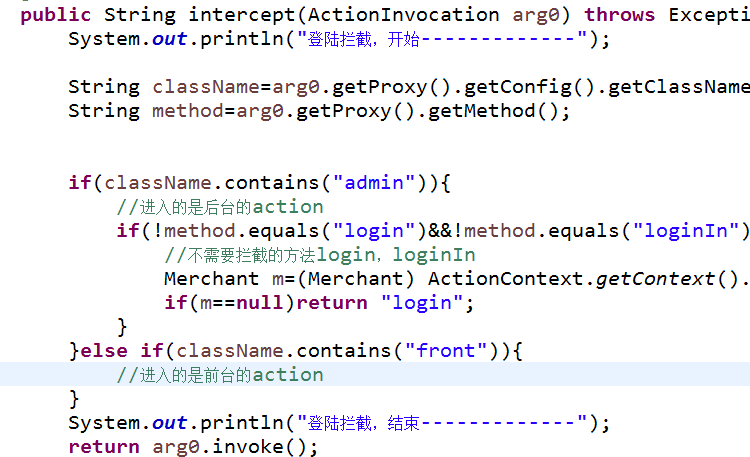 public String intercept(ActionInvocation arg0) throws Excepti
System.out.println("登陆拦截，开始-------------");
String className=arg0.getProxy().getConfig().getClassName
String method=arg0.getProxy().getMethod();
if(className.contains("admin")){
//进入的是后台的action
if(!method.equals("login")&&!method.equals("loginIn")
//不需要拦截的方法login，loginIn
Merchant m=(Merchant) ActionContext.getContext().
if(m==null)return "login";
}
}else if(className.contains("front")){
//进入的是前台的action
}
System.out.println("登陆拦截，结束-------------");
return arg0.invoke();